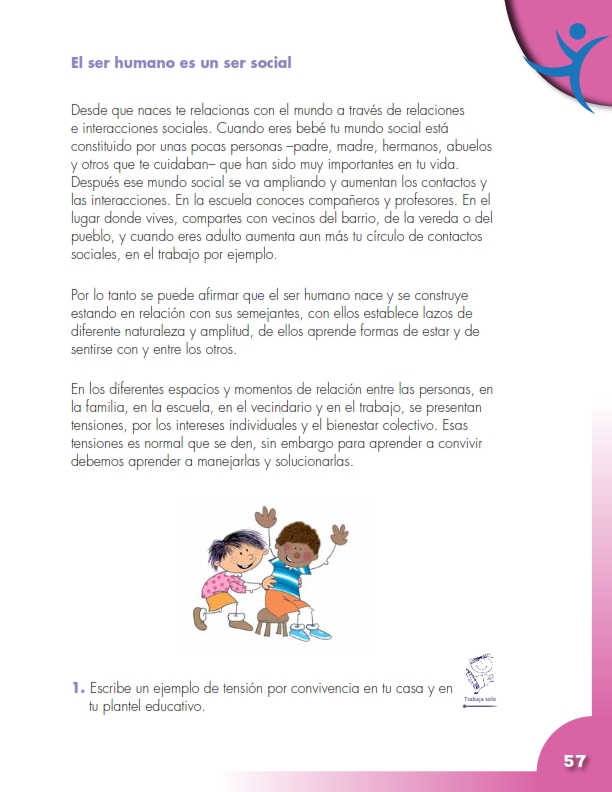 El ser humano es un ser social
Desde que naces te relacionas con el mundo a través de relaciones
e interacciones sociales. Cuando eres bebé tu mundo social está
constituido por unas pocas personas –padre, madre, hermanos, abuelos
y otros que te cuidaban– que han sido muy importantes en tu vida.
Después ese mundo social se va ampliando y aumentan los contactos y
las interacciones. En la escuela conoces compañeros y profesores. En el
lugar donde vives, compartes con vecinos del barrio, de la vereda o del
pueblo, y cuando eres adulto aumenta aun más tu círculo de contactos
sociales, en el trabajo por ejemplo.
Por lo tanto se puede afirmar que el ser humano nace y se construye
estando en relación con sus semejantes, con ellos establece lazos de
diferente naturaleza y amplitud, de ellos aprende formas de estar y de
sentirse con y entre los otros.
En los diferentes espacios y momentos de relación entre las personas, en
la familia, en la escuela, en el vecindario y en el trabajo, se presentan
tensiones, por los intereses individuales y el bienestar colectivo. Esas
tensiones es normal que se den, sin embargo para aprender a convivir
debemos aprender a manejarlas y solucionarlas.
1. Escribe un ejemplo de tensión por convivencia en tu casa y en
tu plantel educativo.
Trabaja solo
57